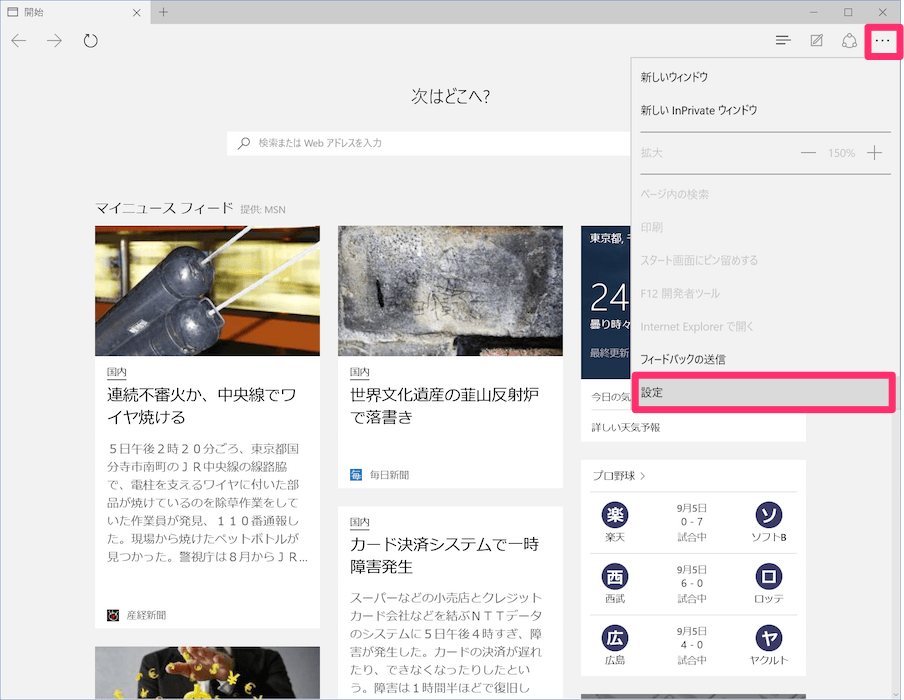 開始
次はどこへ?
検索または Web アドレスを入力
マイニュース フィード 提供: MSN
国内
連続不審火か、中央線でワ
イヤ焼ける
5日午後2時20分ごろ、東京都国
分寺市南町のJR中央線の線路脇
で、電柱を支えるワイヤに付いた部
品が焼けているのを除草作業をして
いた作業員が発見、110番通報し
た。現場から焼けたペットボトルが
見つかった。警視庁は8月からJR...
産経新聞
国内
世界文化遺産の韮山反射炉
で落書き
毎 毎日新聞
国内
カード決済システムで一時
障害発生
スーパーなどの小売店とクレジット
カード会社などを結ぶNTTデータ
のシステムに5日午後4時すぎ、障
害が発生した。カードの決済が遅れ
たり、できなくなったりしたとい
う。障害は1時間半ほどで復旧し
東京都,
24
曇り時々
最終更新
今日の気
詳しい天気予報
プロ野球 >
楽 9月5日 ソ
0 - 7
楽天 試合中 ソフトB
西 9月5日 ロ
6 - 0
西武 試合中 ロッテ
広 9月5日 ヤ
4 - 0
広島 試合中 ヤクルト
新しいウィンドウ
新しい InPrivate ウィンドウ
拡大 — 150% +
ページ内の検索
印刷
スタート画面にピン留めする
F12 開発者ツール
Internet Explorer で開く
フィードバックの送信
設定